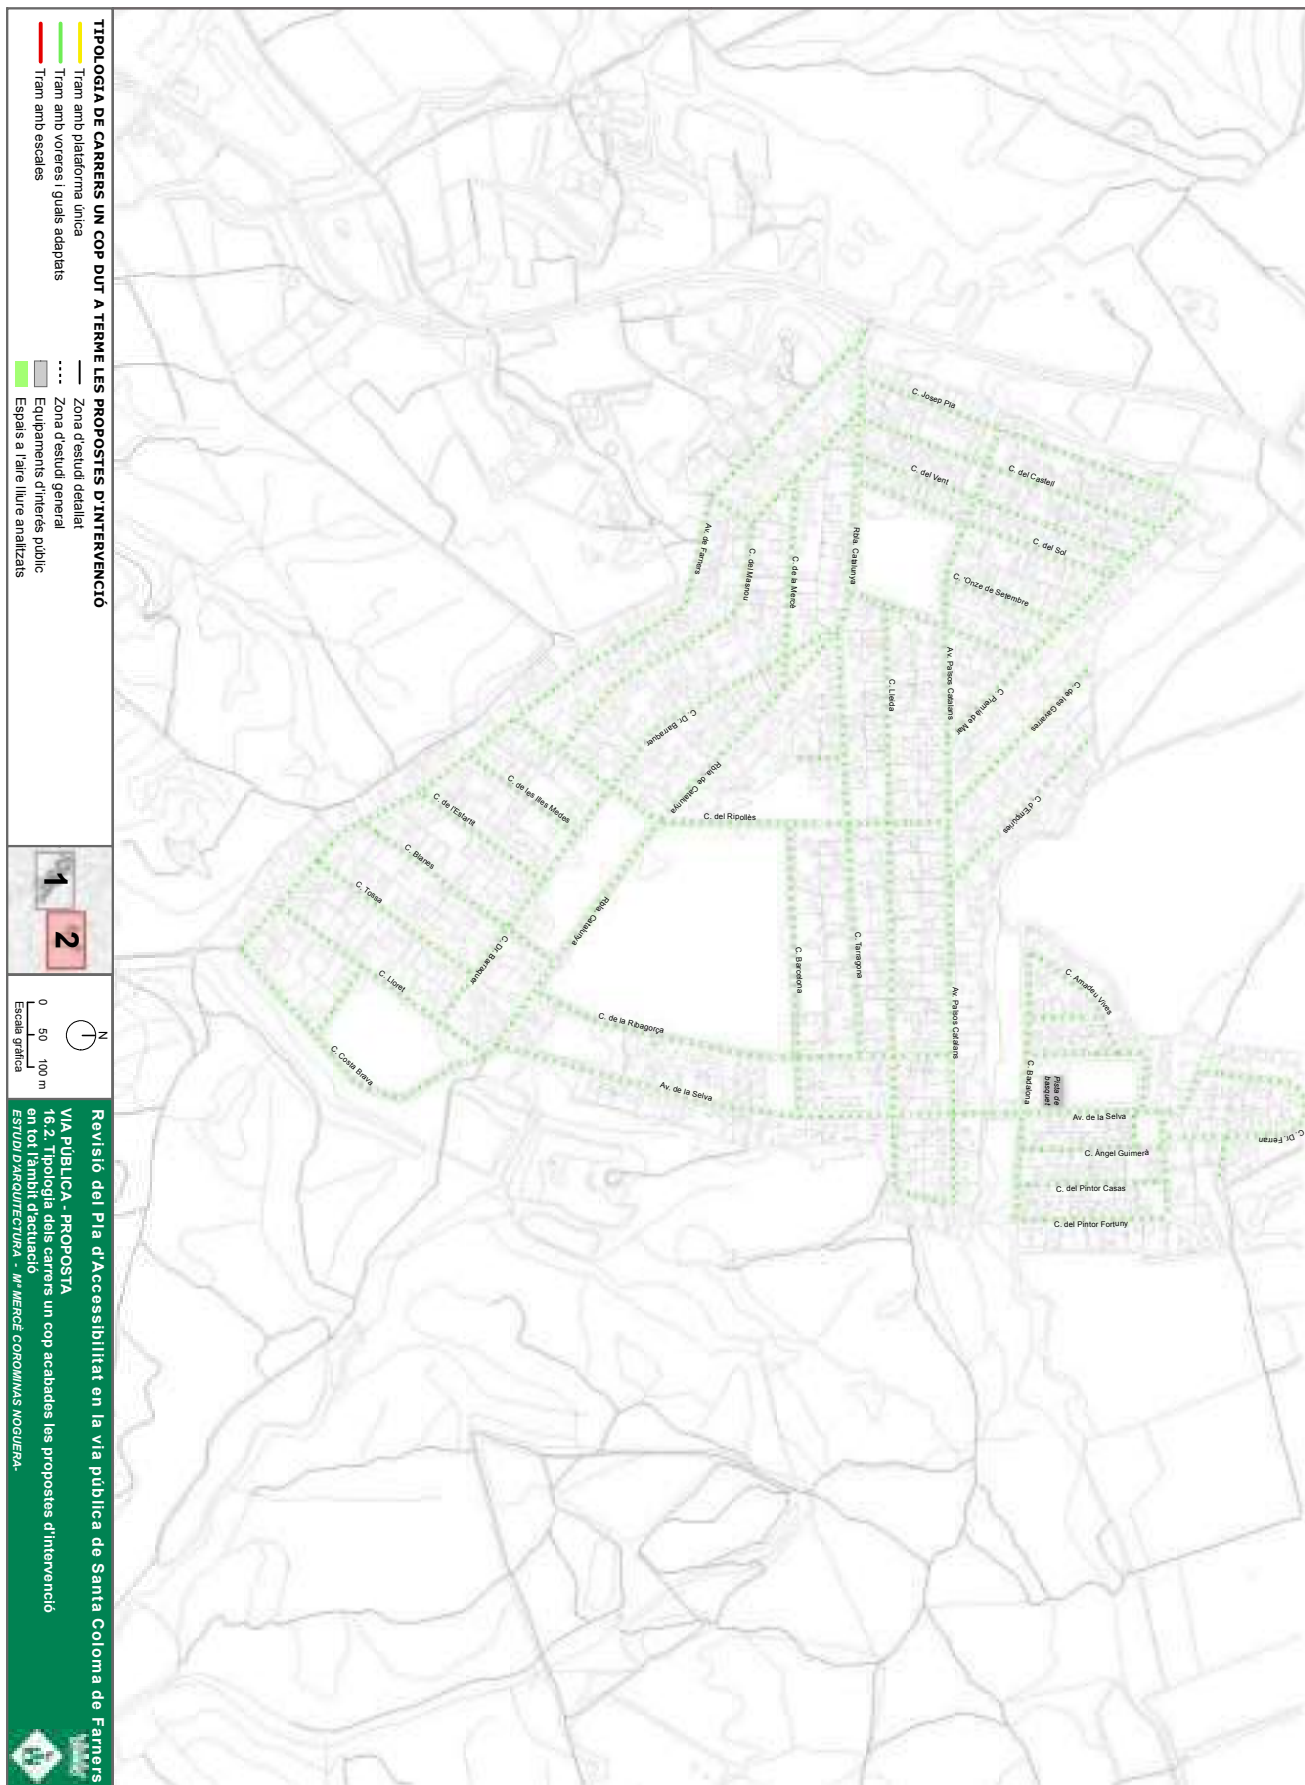 C. Josep Pla
C. del Castell
C. del Vent
C. del Sol
C. 'Onze de Setembre
Rbla. Catalunya
C. de la Mercè
C. del Masnou
Av. de Farners
Av. Països Catalans
C. Lleida
C. Premià de Mar
C. de les Gavarres
C. d'Empúries
C. Dr. Barraquer
Rbla de Catalunya
C. del Ripollès
C. de les Illes Medes
C. de l'Estartit
C. Blanes
C. Tossa
C. Lloret
C. Dr. Barraquer
Rbla. Catalunya
C. Barcelona
C. Tarragona
Av. Països Catalans
C. Amadeu Vives
C. Badalona
Pista de
basquet
Av. de la Selva
C. Àngel Guimerà
C. del Pintor Casas
C. del Pintor Fortuny
C. Dr. Ferran
C. de la Ribagorça
Av. de la Selva
C. Costa Brava
TIPOLOGIA DE CARRERS UN COP DUT A TERME LES PROPOSTES D'INTERVENCIÓ
Tram amb plataforma única
Tram amb voreres i guals adaptats
Tram amb escales
Zona d'estudi detallat
Zona d'estudi general
Equipaments d'interés públic
Espais a l'aire lliure analitzats
1
2
N
0 50 100 m
Escala gràfica
Revisió del Pla d'Accessibilitat en la via pública de Santa Coloma de Farners
VIA PÚBLICA - PROPOSTA
16.2. Tipologia dels carrers un cop acabades les propostes d'intervenció
en tot l'àmbit d'actuació
ESTUDI D'ARQUITECTURA - Mª MERCÈ COROMINAS NOGUERA-